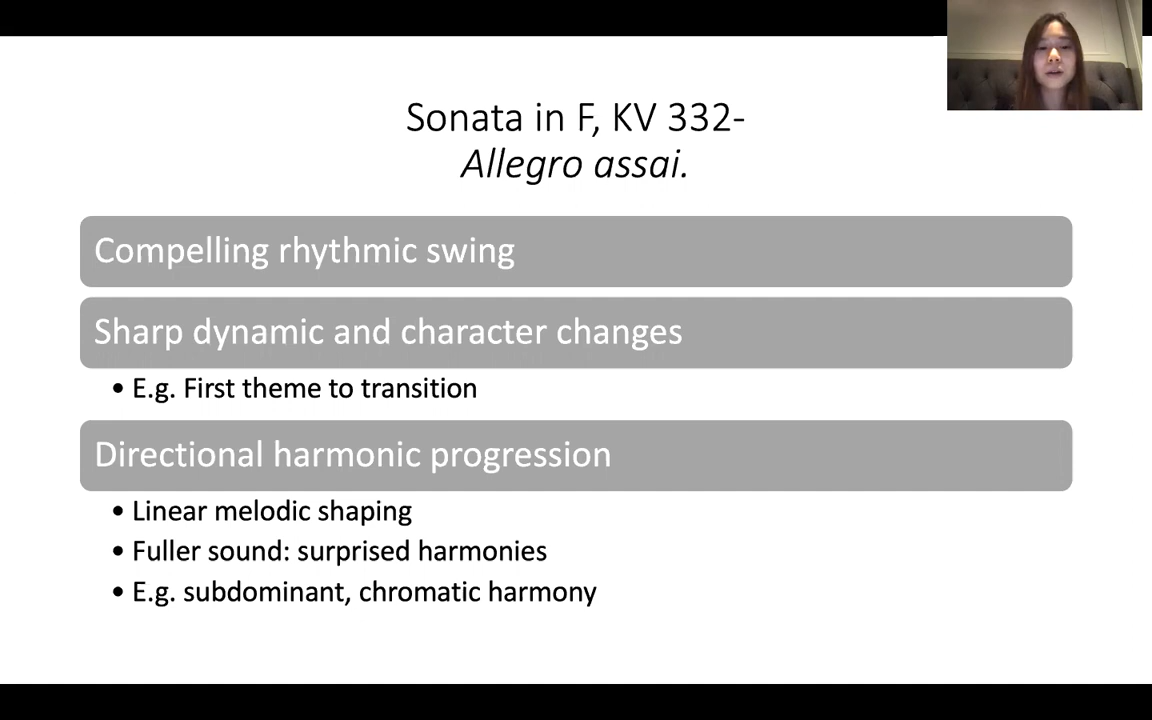 Sonata in F, KV 332-
Allegro assai.
Compelling rhythmic swing
Sharp dynamic and character changes
• E.g. First theme to transition
Directional harmonic progression
• Linear melodic shaping
• Fuller sound: surprised harmonies
• E.g. subdominant, chromatic harmony